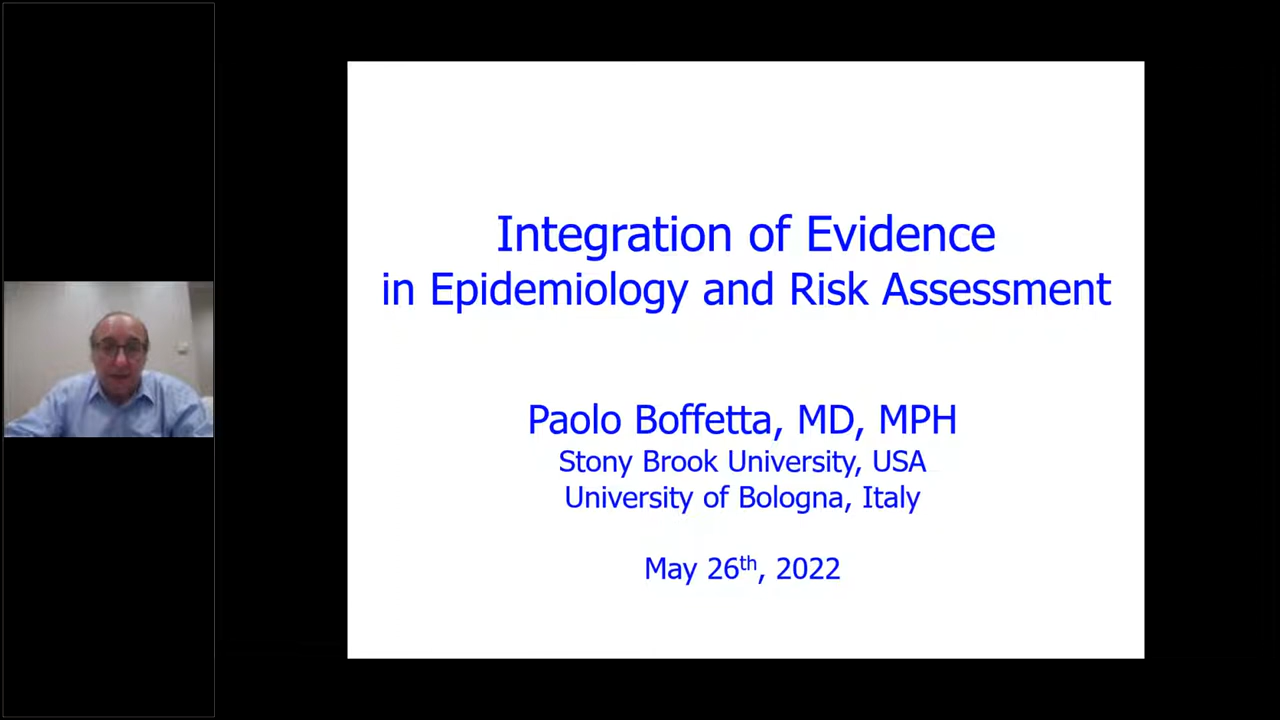 Integration of Evidence
in Epidemiology and Risk Assessment
Paolo Boffetta, MD, MPH
Stony Brook University, USA
University of Bologna, Italy
May 26th, 2022